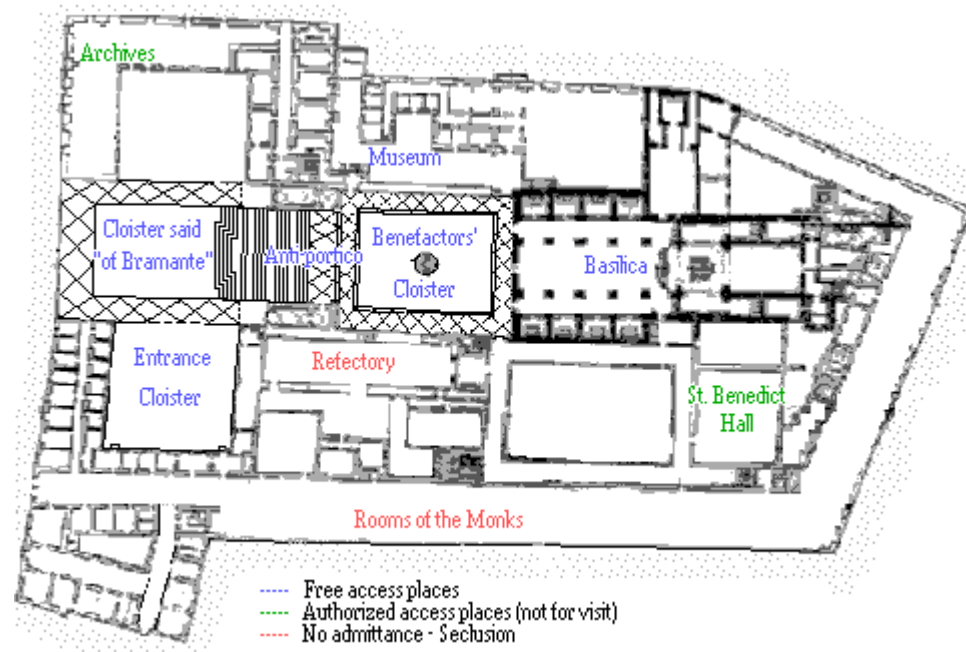 Archives
Museum
Cloister said
"of Bramante"
Anti-portico
Benefactors'
Cloister
Basilica
Entrance
Cloister
Refectory
St. Benedict
Hall
Rooms of the Monks
Free access places
Authorized access places (not for visit)
No admittance - Seclusion